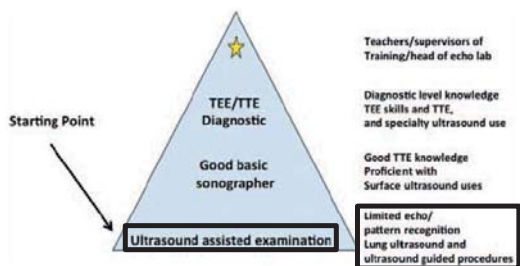 Teachers/supervisors of
Training/head of echo lab
TEE/TTE
Diagnostic
Diagnostic level knowledge
TEE skills and TTE,
and specialty ultrasound use
Starting Point
Good basic
sonographer
Good TTE knowledge
Proficient with
Surface ultrasound uses
Ultrasound assisted examination
Limited echo/
pattern recognition
Lung ultrasound and
ultrasound guided procedures